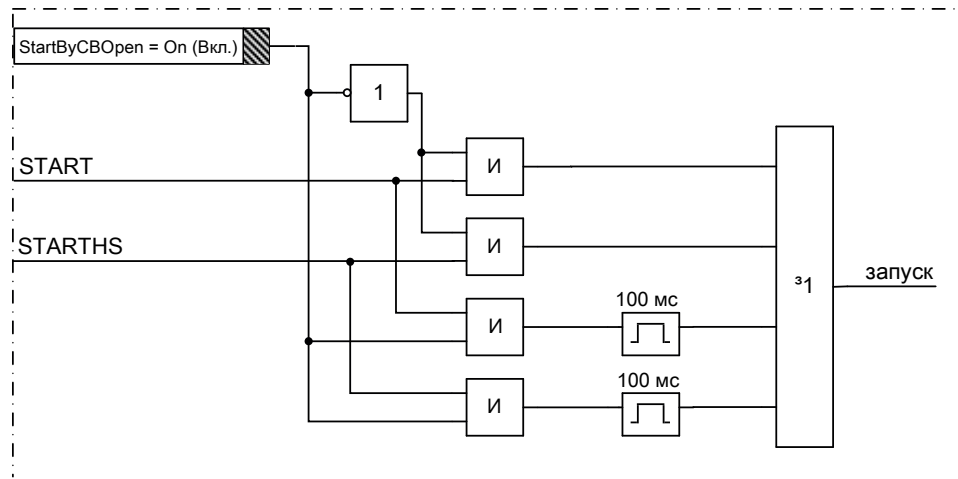 StartByCBOpen = On (Вкл.)
1
START
И
STARTHS
И
³1
запуск
100 мс
И
100 мс
И